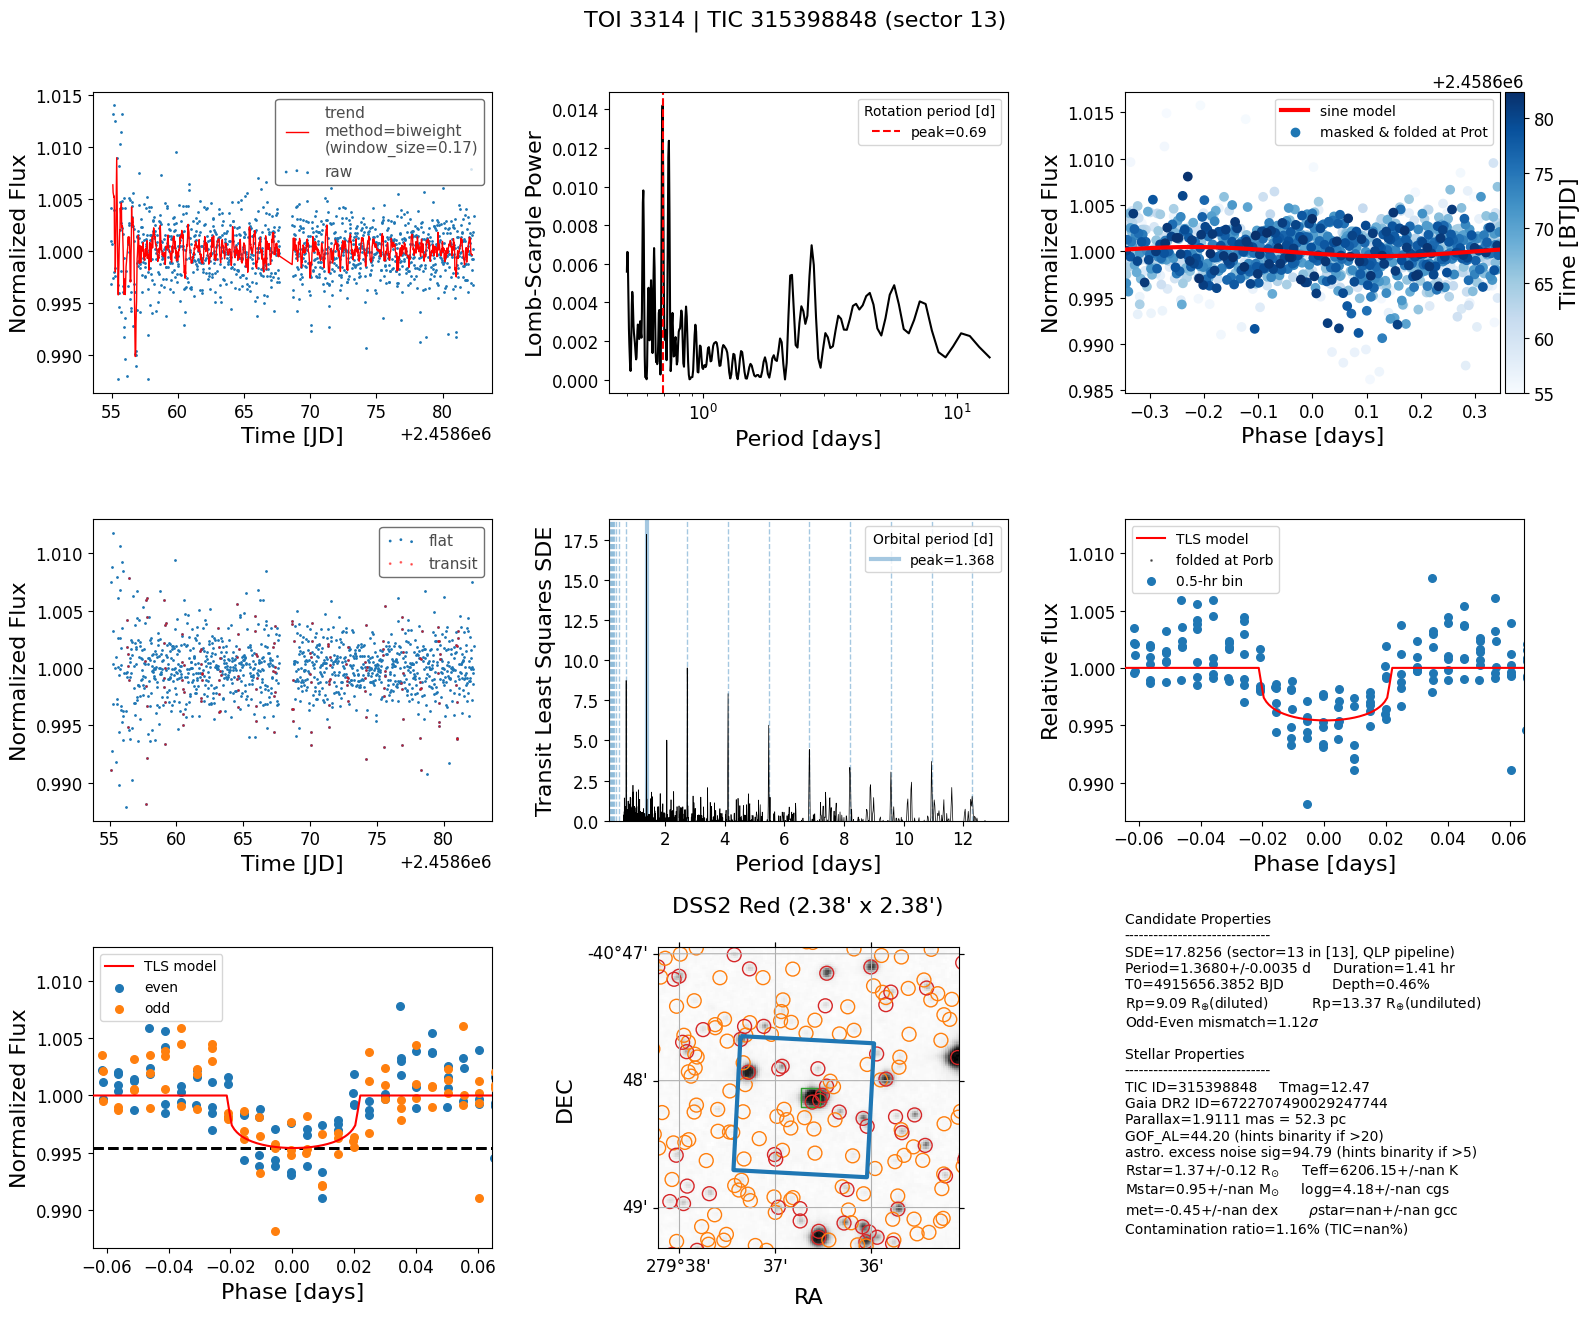 TOI 3314 | TIC 315398848 (sector 13)
1.015
1.010
1.005
1.000
0.995
0.990
Normalized Flux
trend
method=biweight
(window_size=0.17)
raw
55 60 65 70 75 80
Time [JD]
+2.4586e6
0.014
0.012
0.010
0.008
0.006
0.004
0.002
0.000
Lomb-Scargle Power
Rotation period [d]
peak=0.69
10⁰ 10¹
Period [days]
+2.4586e6
1.015
1.010
1.005
1.000
0.995
0.990
0.985
Normalized Flux
sine model
masked & folded at Prot
−0.3 −0.2 −0.1 0.0 0.1 0.2 0.3
Phase [days]
80
75
70
65
60
55
Time [BTJD]
1.010
1.005
1.000
0.995
0.990
Normalized Flux
flat
transit
55 60 65 70 75 80
Time [JD]
+2.4586e6
17.5
15.0
12.5
10.0
7.5
5.0
2.5
0.0
Transit Least Squares SDE
Orbital period [d]
peak=1.368
2 4 6 8 10 12
Period [days]
1.010
1.005
1.000
0.995
0.990
Relative flux
TLS model
folded at Porb
0.5-hr bin
−0.06 −0.04 −0.02 0.00 0.02 0.04 0.06
Phase [days]
1.010
1.005
1.000
0.995
0.990
Normalized Flux
TLS model
even
odd
−0.06 −0.04 −0.02 0.00 0.02 0.04 0.06
Phase [days]
DSS2 Red (2.38' x 2.38')
-40°47'
48'
49'
DEC
279°38' 37' 36'
RA
Candidate Properties
------------------------------
SDE=17.8256 (sector=13 in [13], QLP pipeline)
Period=1.3680+/-0.0035 d Duration=1.41 hr
T0=4915656.3852 BJD Depth=0.46%
Rp=9.09 R⊕(diluted) Rp=13.37 R⊕(undiluted)
Odd-Even mismatch=1.12σ
Stellar Properties
------------------------------
TIC ID=315398848 Tmag=12.47
Gaia DR2 ID=6722707490029247744
Parallax=1.9111 mas = 52.3 pc
GOF_AL=44.20 (hints binarity if >20)
astro. excess noise sig=94.79 (hints binarity if >5)
Rstar=1.37+/-0.12 R⊙ Teff=6206.15+/-nan K
Mstar=0.95+/-nan M⊙ logg=4.18+/-nan cgs
met=-0.45+/-nan dex ρstar=nan+/-nan gcc
Contamination ratio=1.16% (TIC=nan%)